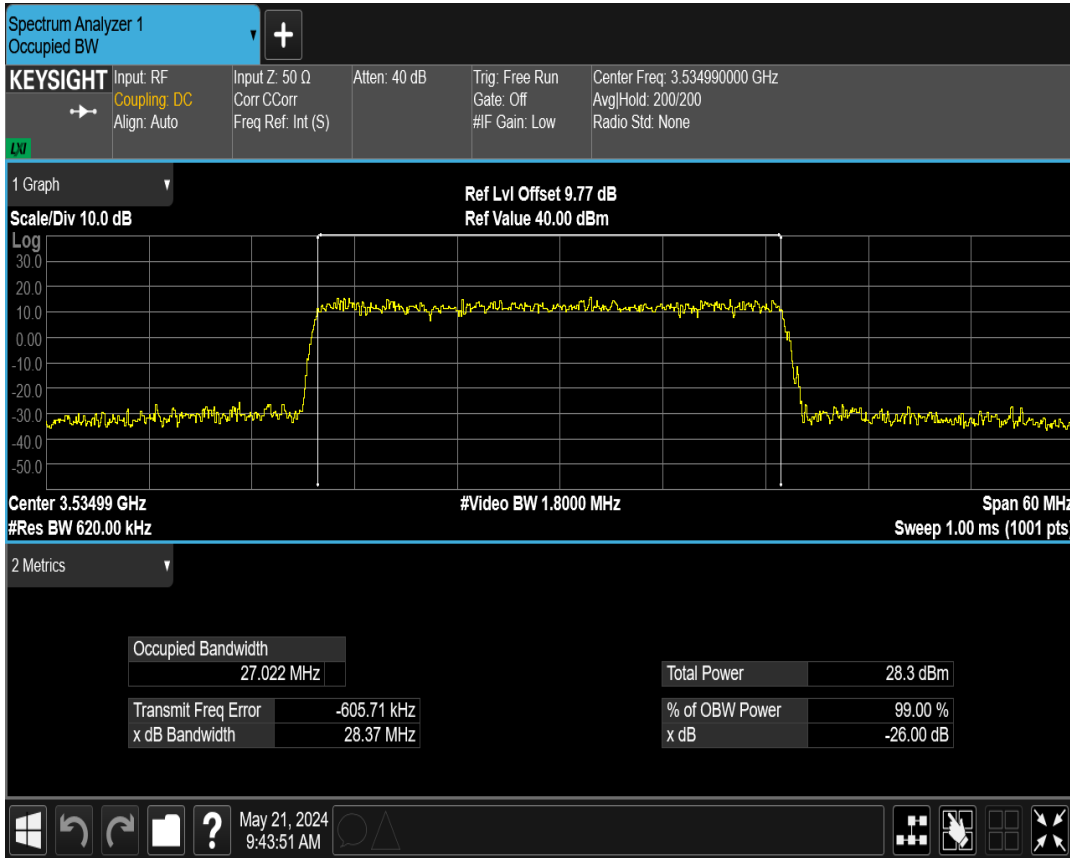 Spectrum Analyzer 1
Occupied BW
KEYSIGHT
LXI
Input: RF
Coupling: DC
Align: Auto
Input Z: 50 Ω
Corr CCorr
Freq Ref: Int (S)
Atten: 40 dB
Trig: Free Run
Gate: Off
#IF Gain: Low
Center Freq: 3.534990000 GHz
Avg|Hold: 200/200
Radio Std: None
1 Graph
Scale/Div 10.0 dB
Ref Lvl Offset 9.77 dB
Ref Value 40.00 dBm
Log
30.0
20.0
10.0
0.00
-10.0
-20.0
-30.0
-40.0
-50.0
Center 3.53499 GHz
#Video BW 1.8000 MHz
Span 60 MHz
#Res BW 620.00 kHz
Sweep 1.00 ms (1001 pts)
2 Metrics
Occupied Bandwidth
27.022 MHz
Transmit Freq Error -605.71 kHz
x dB Bandwidth 28.37 MHz
Total Power 28.3 dBm
% of OBW Power 99.00 %
x dB -26.00 dB
?
May 21, 2024
9:43:51 AM